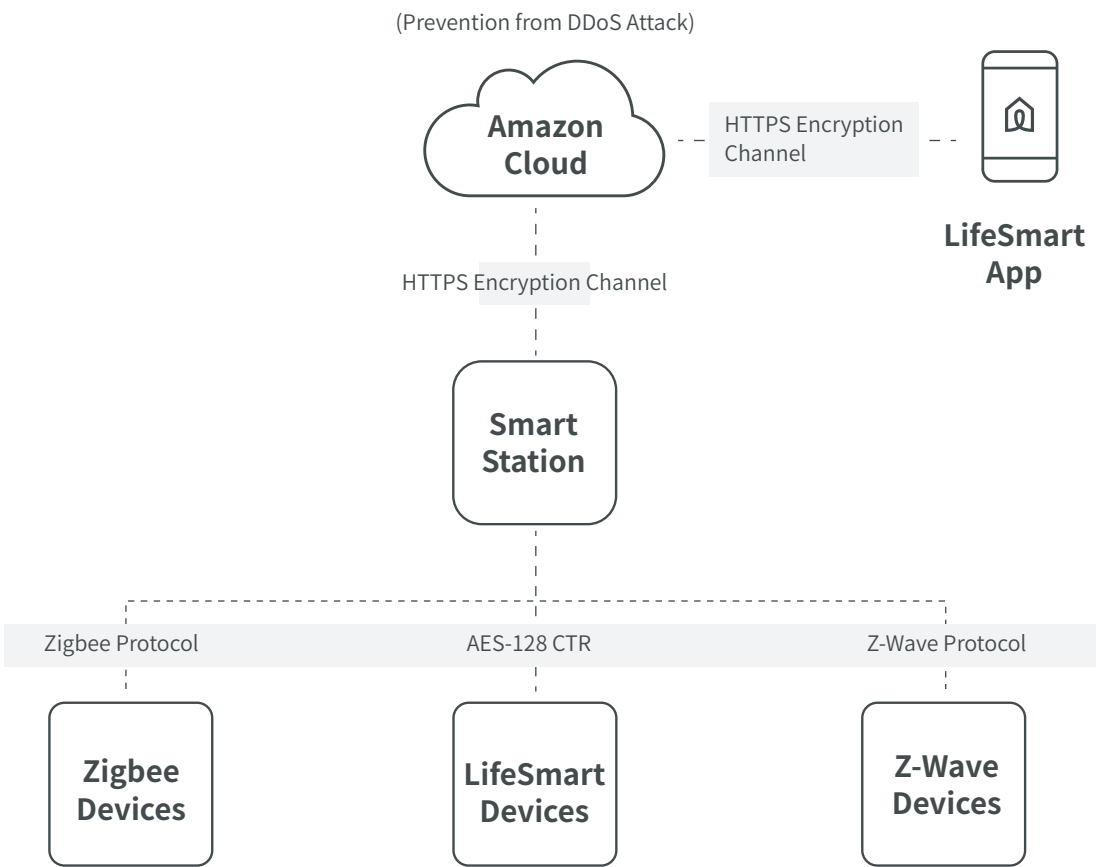 (Prevention from DDoS Attack)
Amazon
Cloud
HTTPS Encryption
Channel
LifeSmart
App
HTTPS Encryption Channel
Smart
Station
Zigbee Protocol
AES-128 CTR
Z-Wave Protocol
Zigbee
Devices
LifeSmart
Devices
Z-Wave
Devices